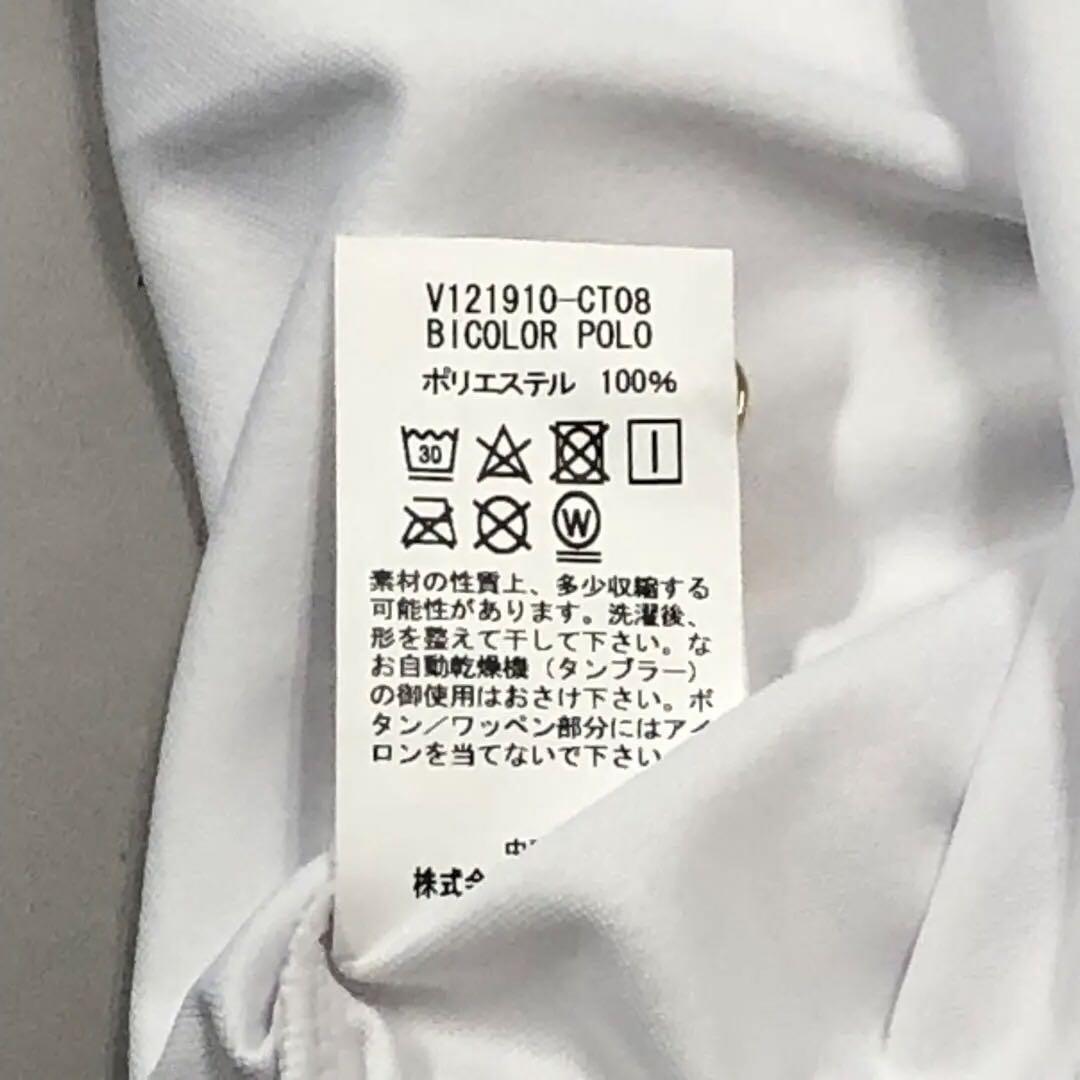 V121910-CT08
BICOLOR POLO
ポリエステル 100%
30
W
素材の性質上、多少収縮する
可能性があります。洗濯後、
形を整えて干して下さい。な
お自動乾燥機(タンブラー)
の御使用はおさけ下さい。ボ
タン/ワッペン部分にはアイ
ロンを当てないで下さい
株式